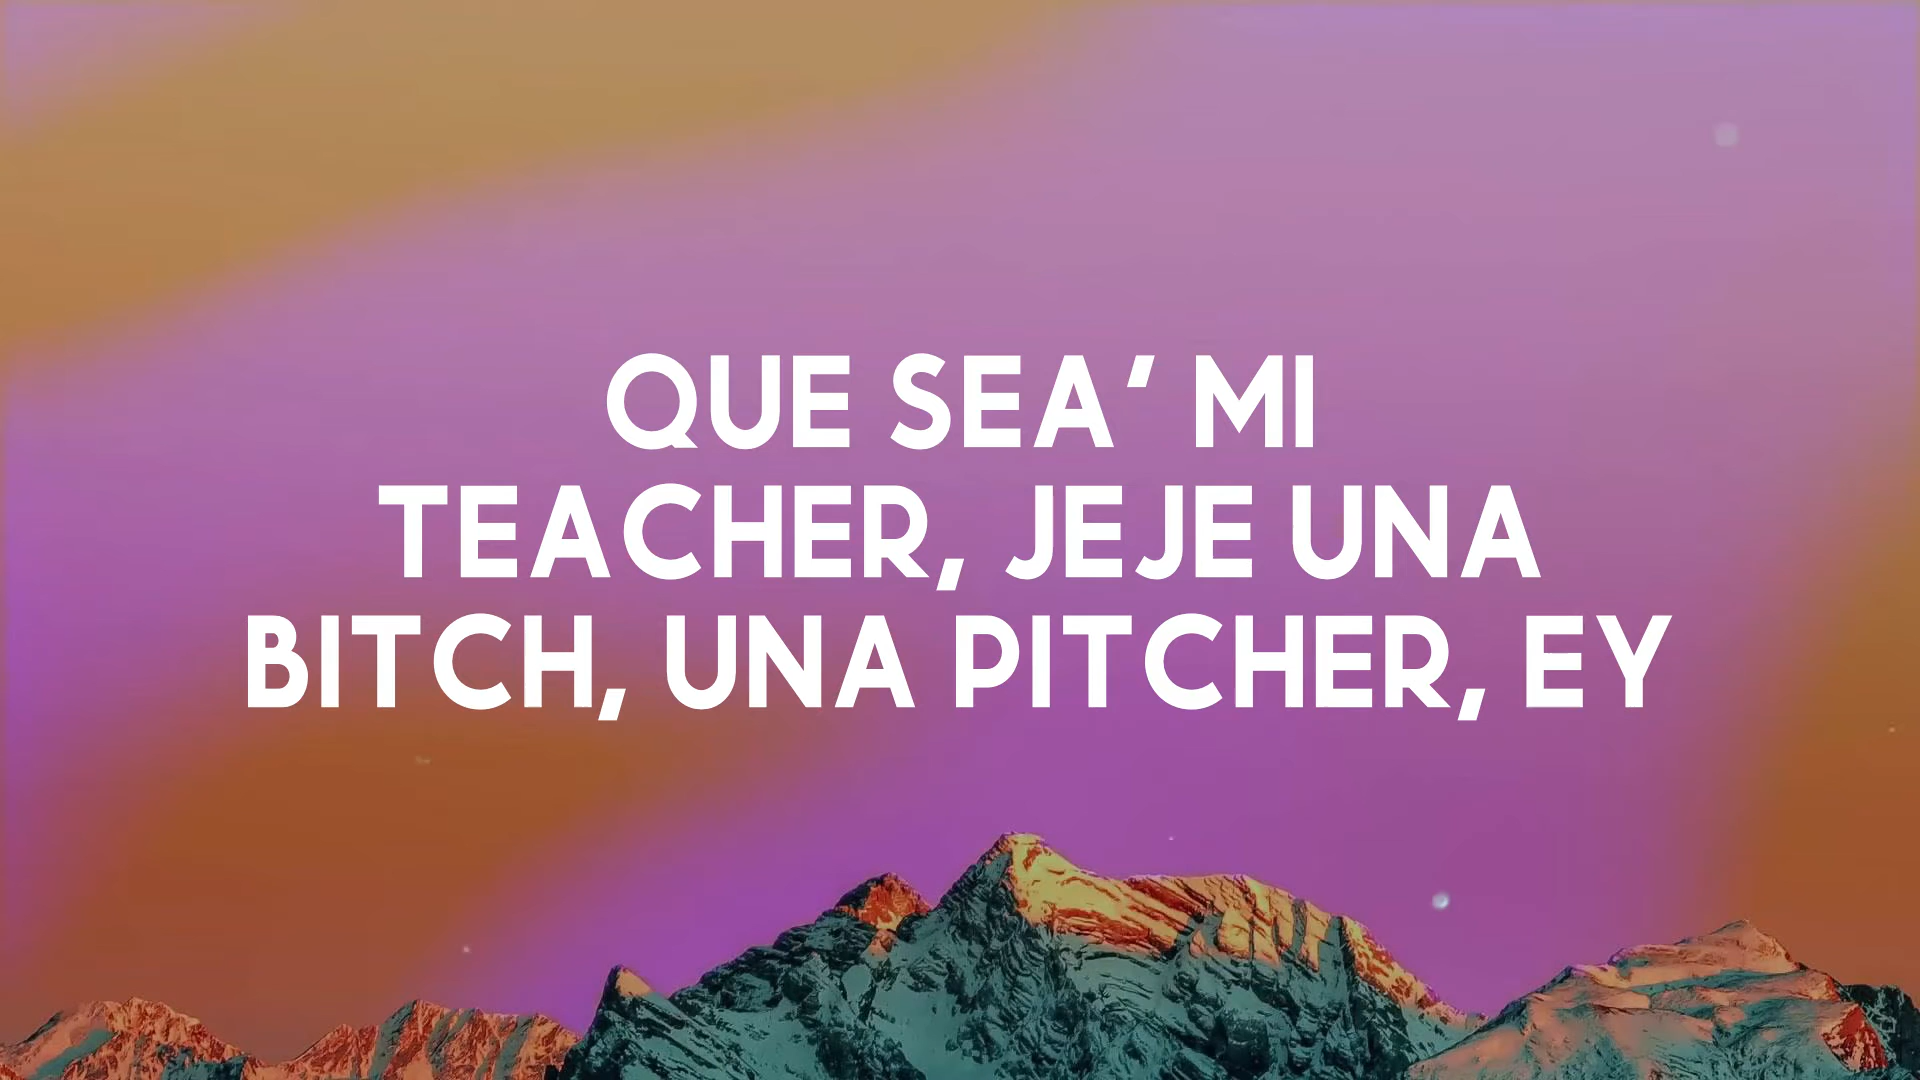 QUE SEA' MI
TEACHER, JEJE UNA
BITCH, UNA PITCHER, EY